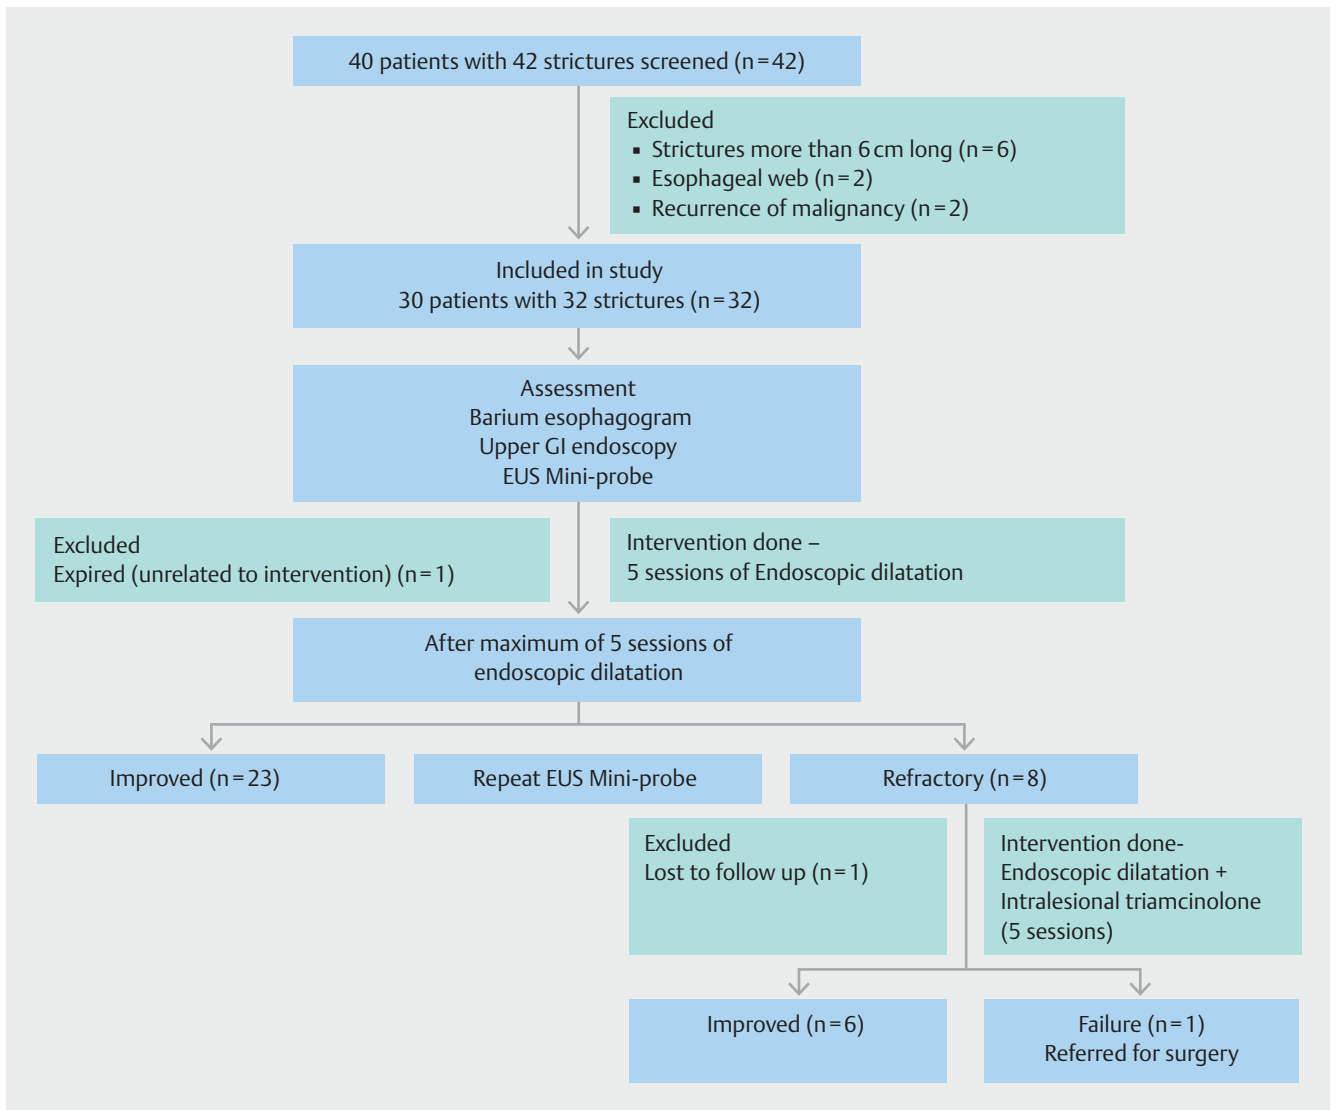 40 patients with 42 strictures screened (n=42)
Excluded
▪ Strictures more than 6 cm long (n=6)
▪ Esophageal web (n=2)
▪ Recurrence of malignancy (n=2)
Included in study
30 patients with 32 strictures (n=32)
Assessment
Barium esophagogram
Upper GI endoscopy
EUS Mini-probe
Excluded
Expired (unrelated to intervention) (n=1)
Intervention done –
5 sessions of Endoscopic dilatation
After maximum of 5 sessions of
endoscopic dilatation
Improved (n=23)
Repeat EUS Mini-probe
Refractory (n=8)
Excluded
Lost to follow up (n=1)
Intervention done-
Endoscopic dilatation +
Intralesional triamcinolone
(5 sessions)
Improved (n=6)
Failure (n=1)
Referred for surgery